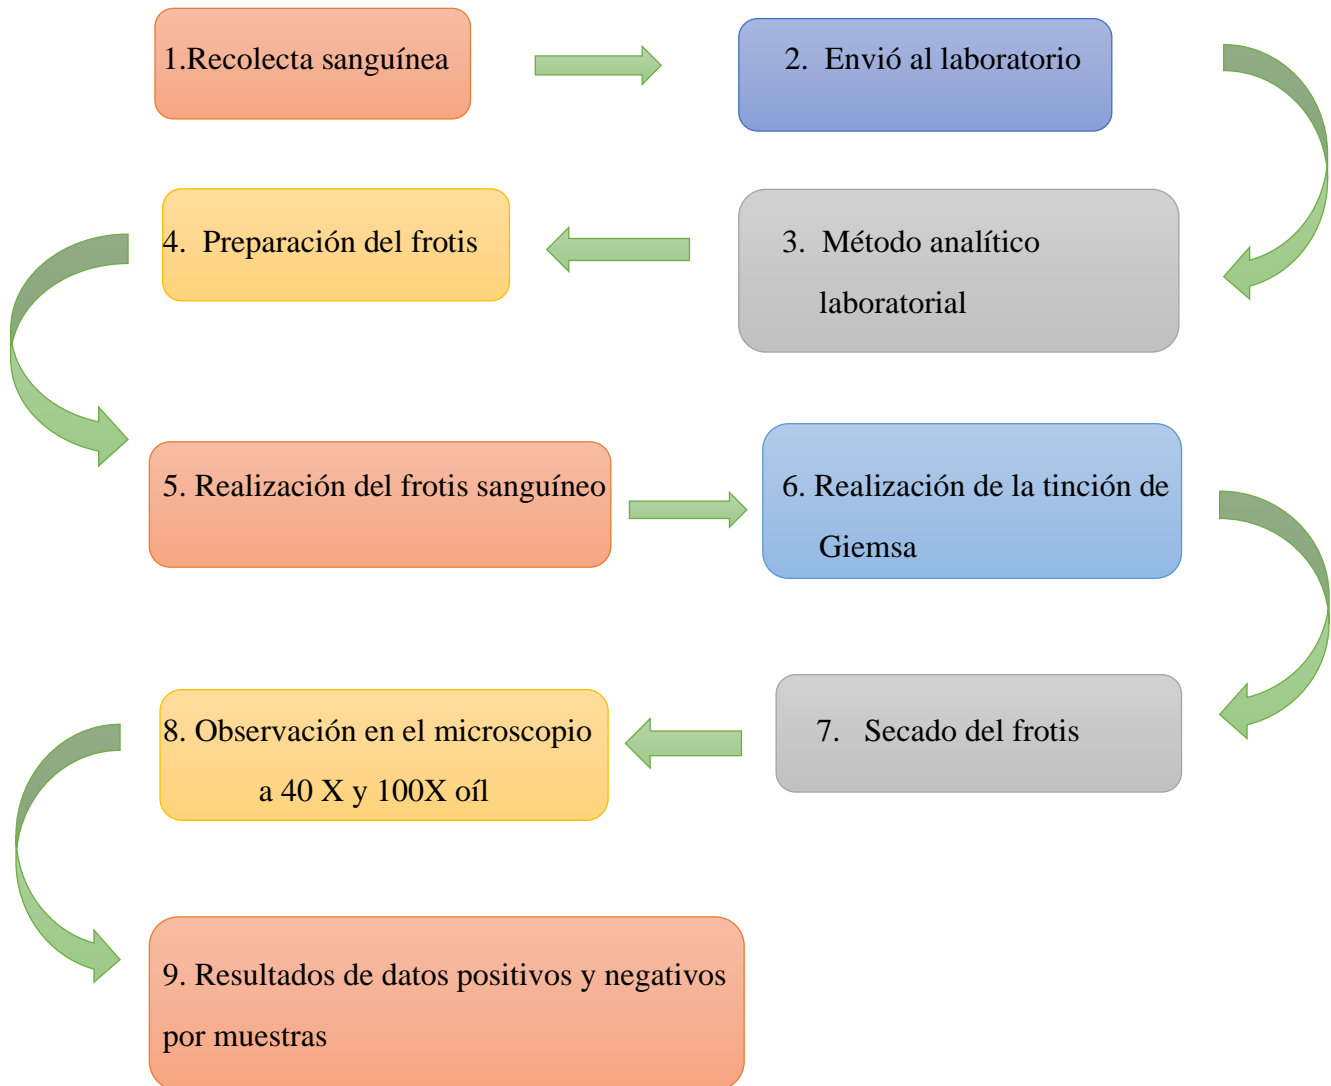 1.Recolecta sanguínea
2. Envió al laboratorio
3. Método analítico
laboratorial
4. Preparación del frotis
5. Realización del frotis sanguíneo
6. Realización de la tinción de
Giemsa
7. Secado del frotis
8. Observación en el microscopio
a 40 X y 100X oíl
9. Resultados de datos positivos y negativos
por muestras